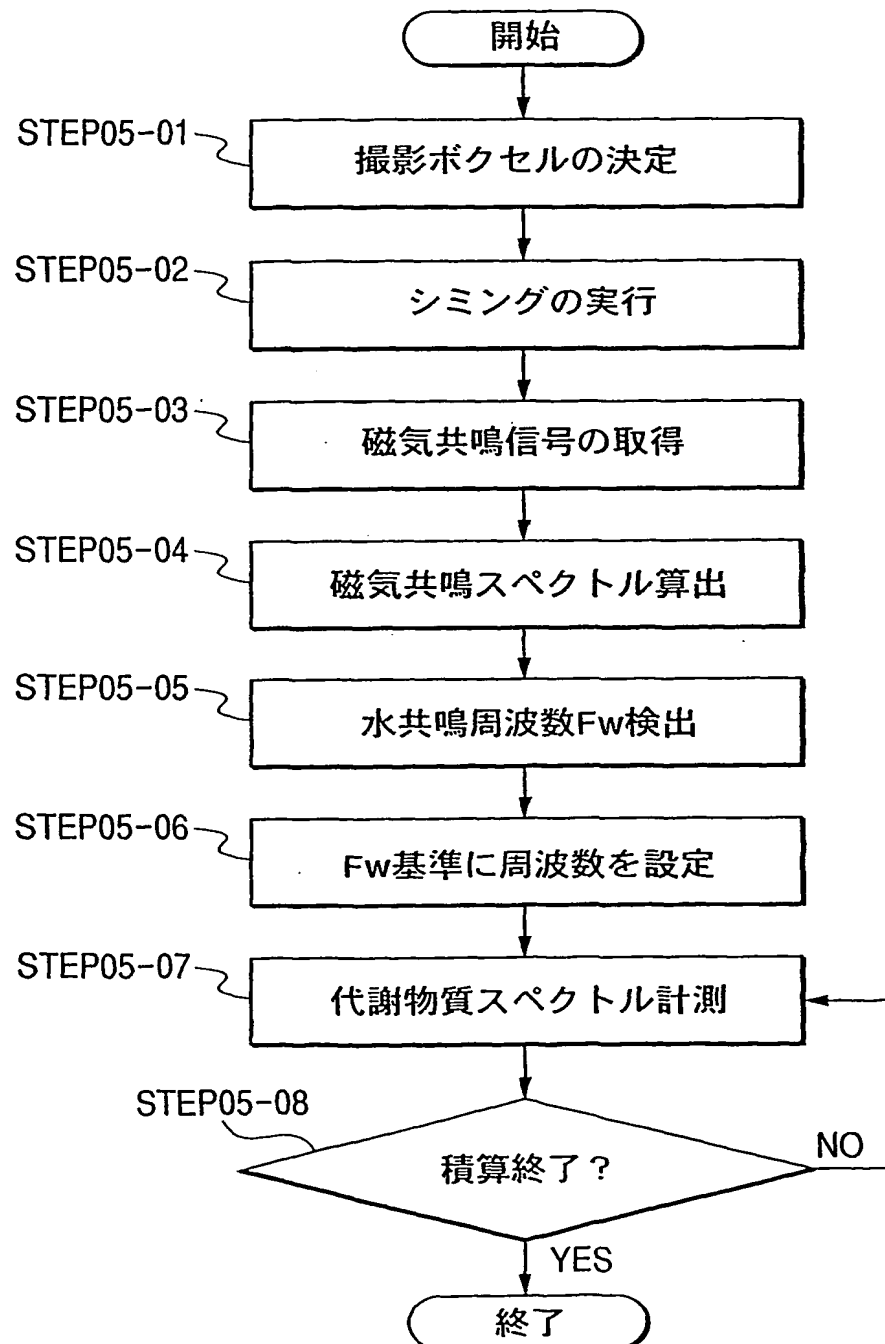 開始
STEP05-01
撮影ボクセルの決定
STEP05-02
シミングの実行
STEP05-03
磁気共鳴信号の取得
STEP05-04
磁気共鳴スペクトル算出
STEP05-05
水共鳴周波数Fw検出
STEP05-06
Fw基準に周波数を設定
STEP05-07
代謝物質スペクトル計測
STEP05-08
積算終了?
NO
YES
終了